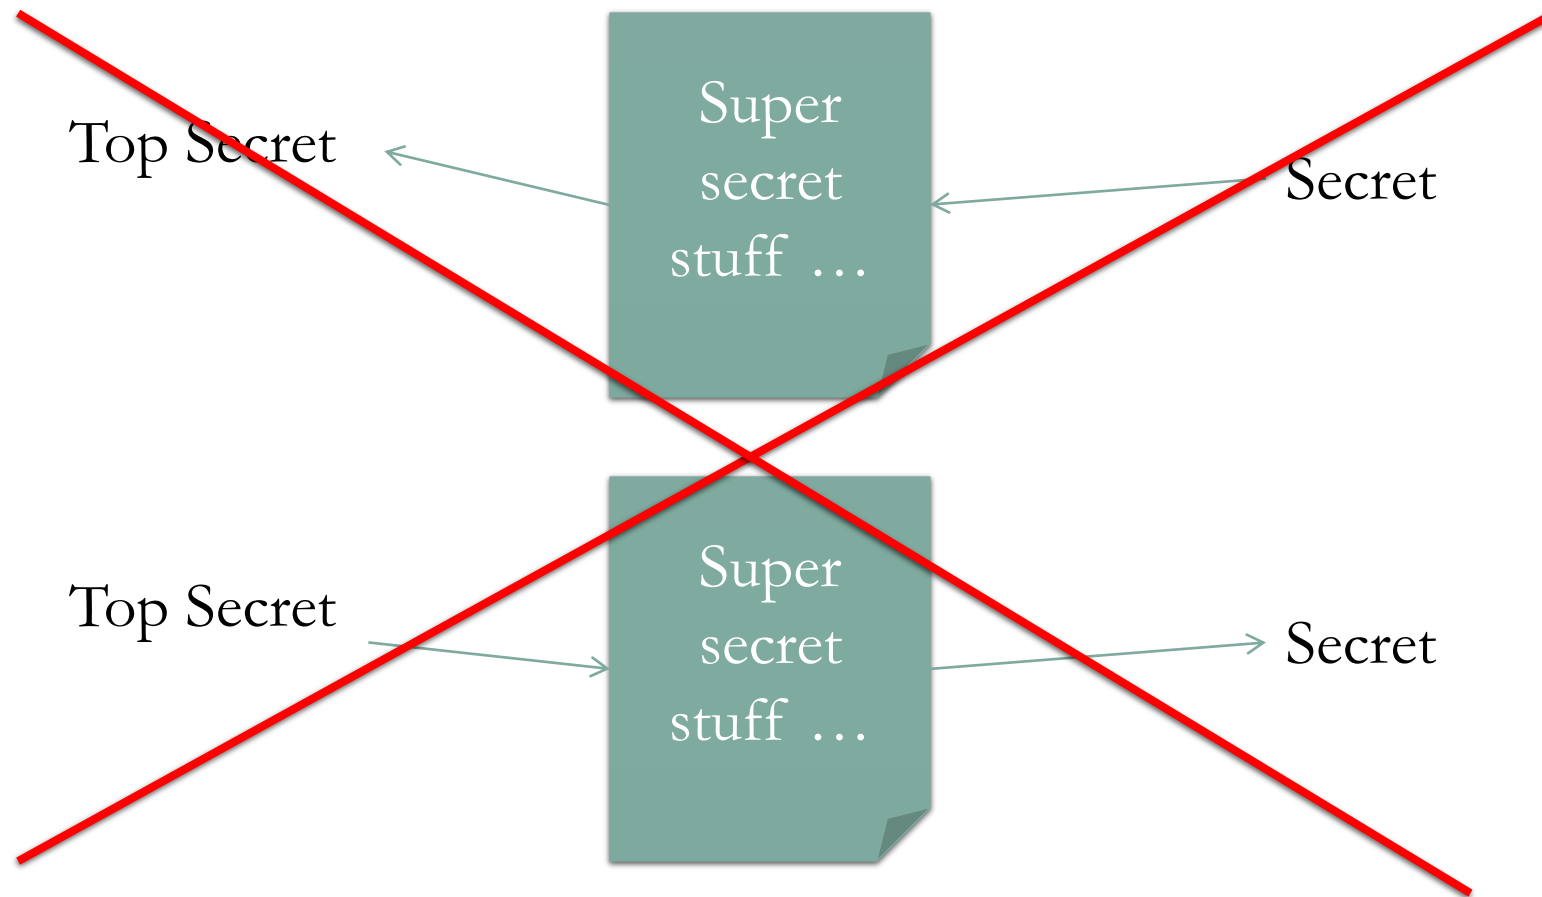 Super
secret
stuff …
Top Secret
Secret
Super
secret
stuff …
Top Secret
Secret